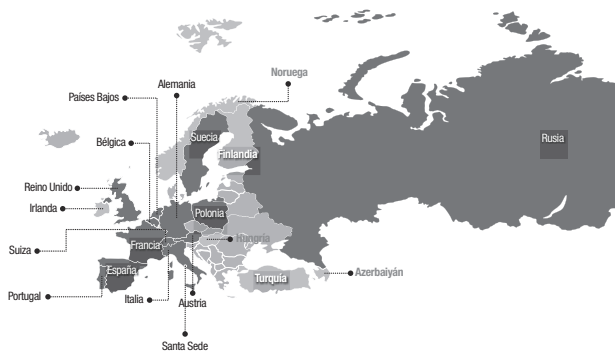 Noruega
Alemania
Países Bajos
Suecia
Rusia
Bélgica
Finlandia
Reino Unido
Irlanda
Polonia
Hungría
Suiza
Francia
España
Turquía
Azerbaiyán
Portugal
Italia
Austria
Santa Sede